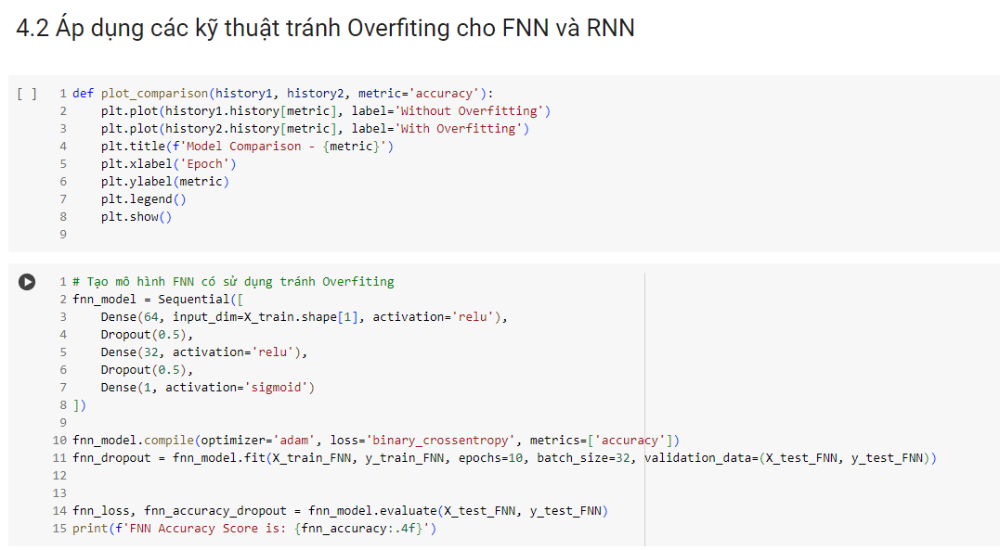 4.2 Áp dụng các kỹ thuật tránh Overfiting cho FNN và RNN
[ ] 1 def plot_comparison(history1, history2, metric='accuracy'):
2     plt.plot(history1.history[metric], label='Without Overfitting')
3     plt.plot(history2.history[metric], label='With Overfitting')
4     plt.title(f'Model Comparison - {metric}')
5     plt.xlabel('Epoch')
6     plt.ylabel(metric)
7     plt.legend()
8     plt.show()
9
1 # Tạo mô hình FNN có sử dụng tránh Overfiting
2 fnn_model = Sequential([
3     Dense(64, input_dim=X_train.shape[1], activation='relu'),
4     Dropout(0.5),
5     Dense(32, activation='relu'),
6     Dropout(0.5),
7     Dense(1, activation='sigmoid')
8 ])
9
10 fnn_model.compile(optimizer='adam', loss='binary_crossentropy', metrics=['accuracy'])
11 fnn_dropout = fnn_model.fit(X_train_FNN, y_train_FNN, epochs=10, batch_size=32, validation_data=(X_test_FNN, y_test_FNN))
12
13
14 fnn_loss, fnn_accuracy_dropout = fnn_model.evaluate(X_test_FNN, y_test_FNN)
15 print(f'FNN Accuracy Score is: {fnn_accuracy:.4f}')